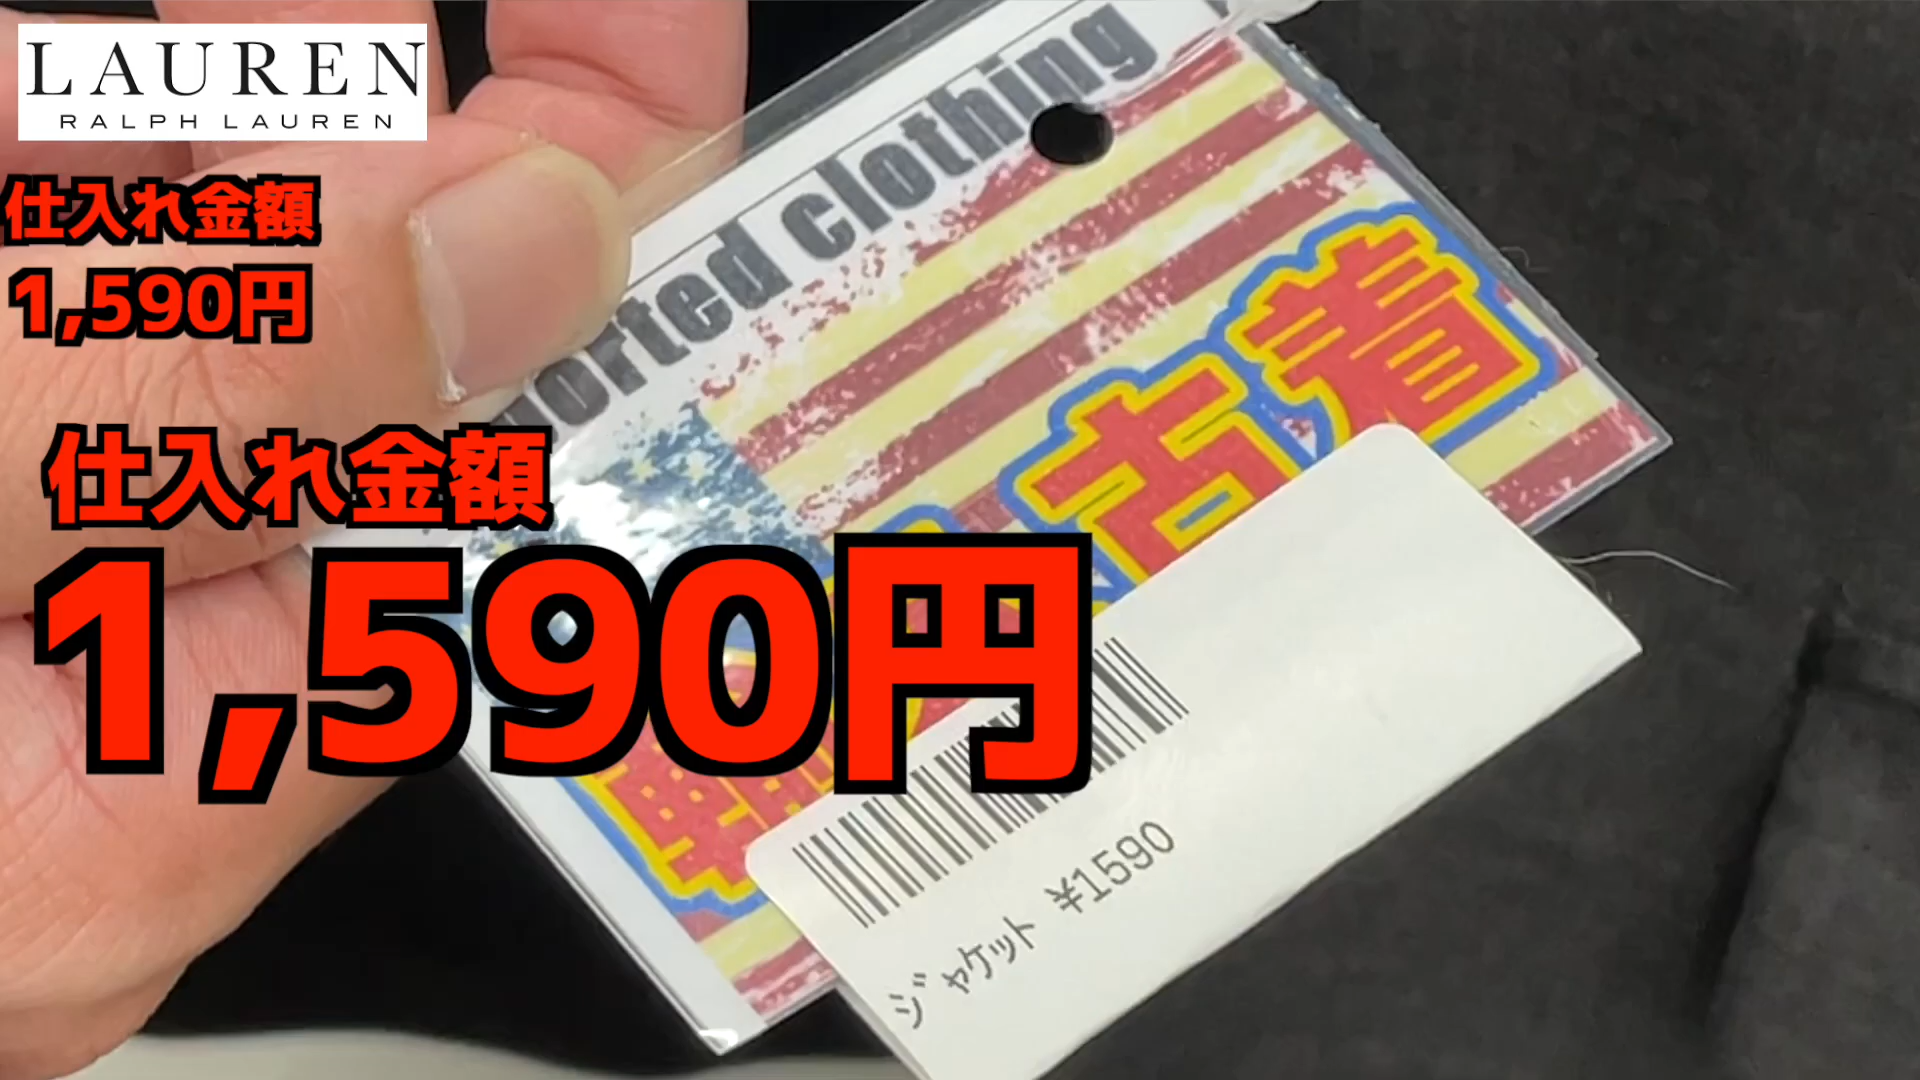 LAUREN
RALPH LAUREN
仕入れ金額
1,590円
仕入れ金額
1,590円
clothing
古着
ジャケット ¥1590